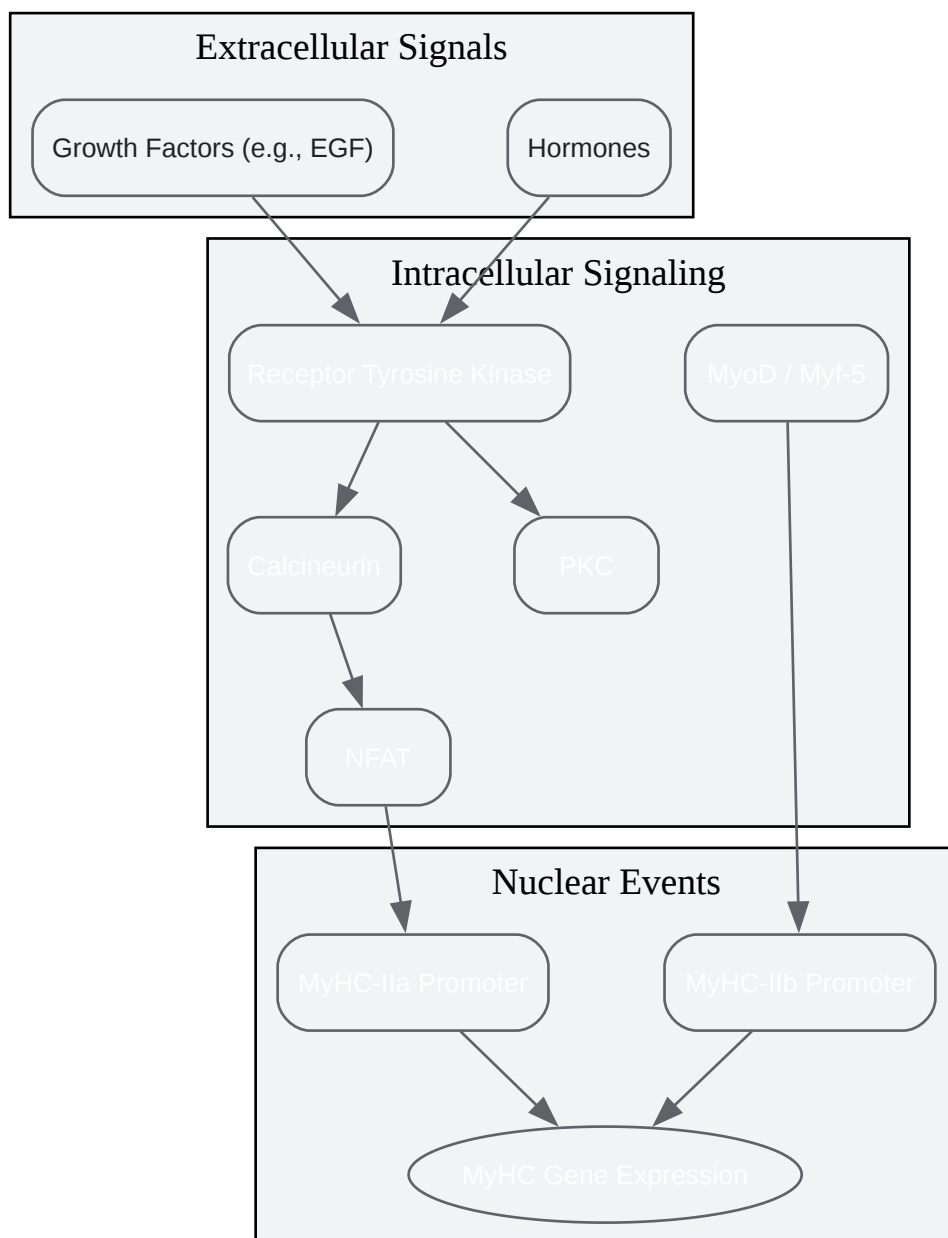 Extracellular Signals
Growth Factors (e.g., EGF)
Hormones
Intracellular Signaling
Receptor Tyrosine Kinase
MyoD / Myf-5
Calcineurin
PKC
NFAT
Nuclear Events
MyHC-IIa Promoter
MyHC-IIb Promoter
MyHC Gene Expression